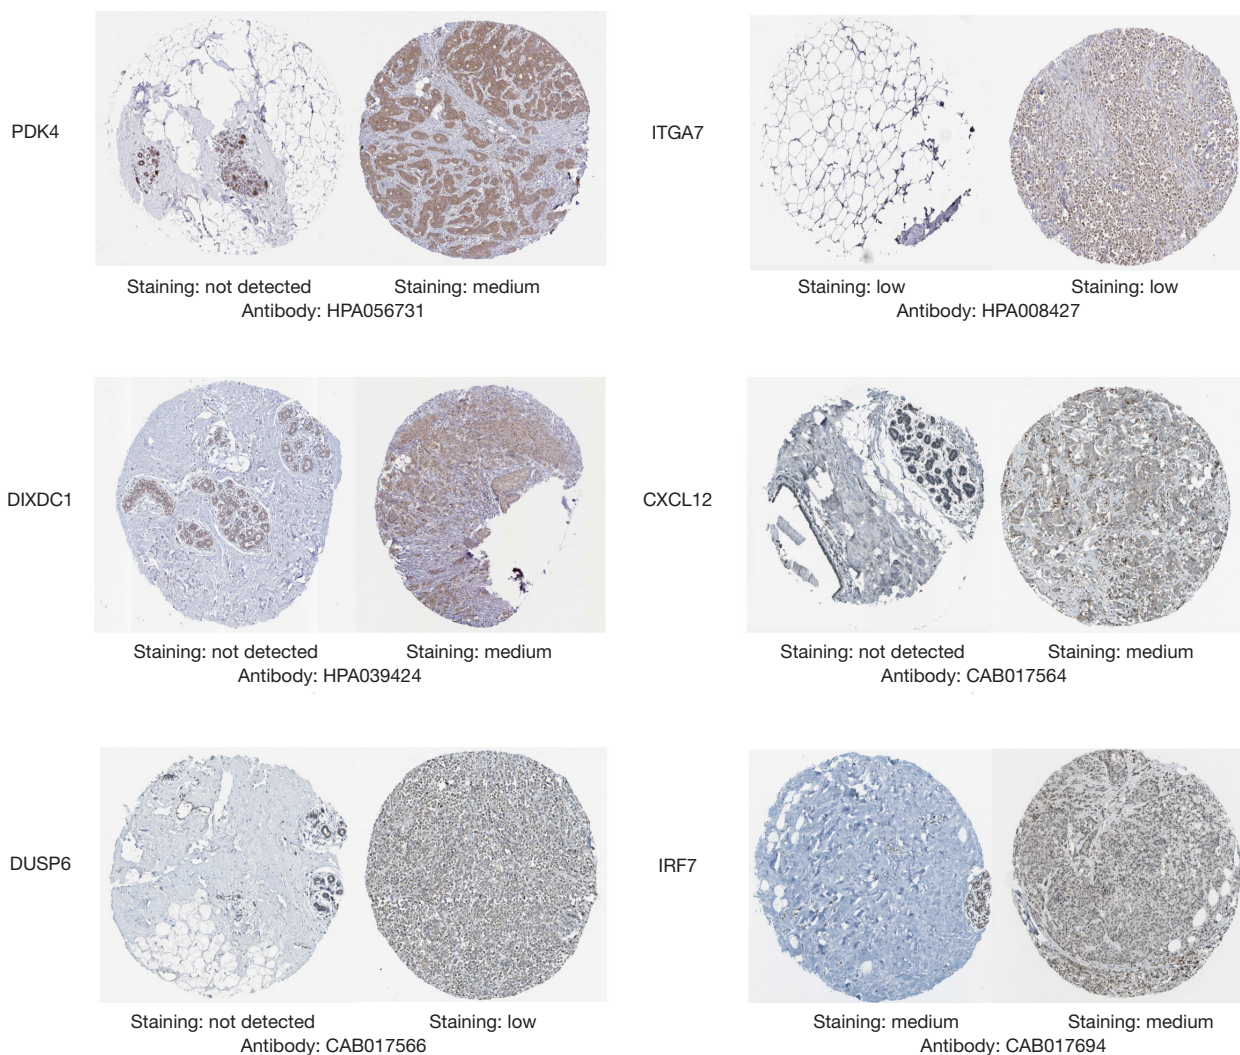 PDK4
Staining: not detected
Staining: medium
Antibody: HPA056731
ITGA7
Staining: low
Staining: low
Antibody: HPA008427
DIXDC1
Staining: not detected
Staining: medium
Antibody: HPA039424
CXCL12
Staining: not detected
Staining: medium
Antibody: CAB017564
DUSP6
Staining: not detected
Staining: low
Antibody: CAB017566
IRF7
Staining: medium
Staining: medium
Antibody: CAB017694